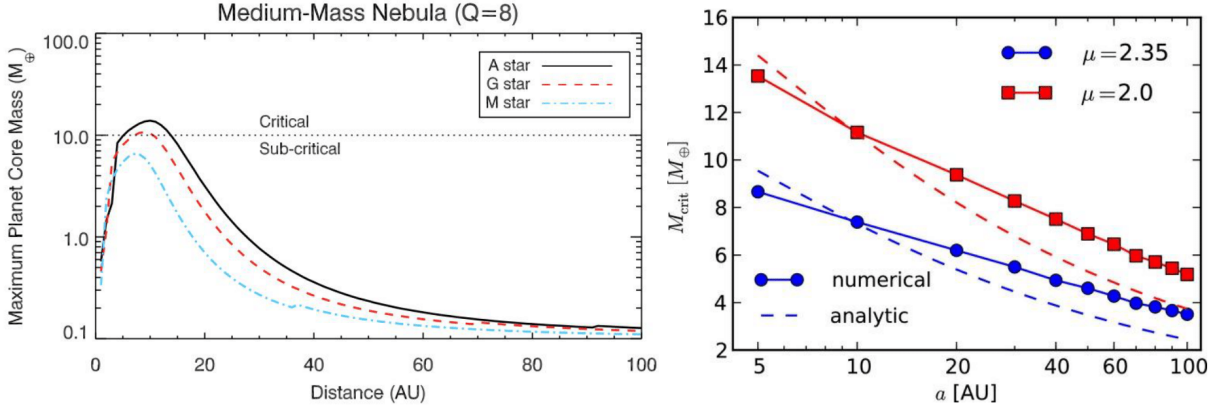 Medium-Mass Nebula (Q=8)
Maximum Planet Core Mass (M⊕)
100.0
10.0
1.0
0.1
A star
G star
M star
Critical
Sub-critical
0 20 40 60 80 100
Distance (AU)
M_crit [M⊕]
16
14
12
10
8
6
4
2
μ=2.35
μ=2.0
numerical
analytic
5 10 20 40 60 100
a [AU]